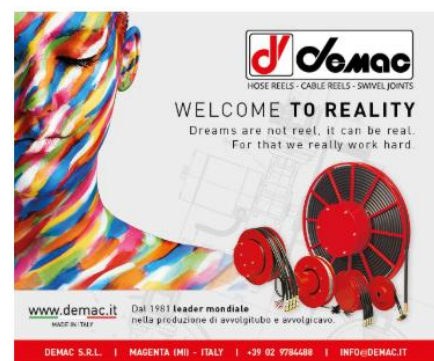 demac
HOSE REELS - CABLE REELS - SWIVEL JOINTS
WELCOME TO REALITY
Dreams are not reel, it can be real.
For that we really work hard.
www.demac.it
MADE IN ITALY
Dal 1981 leader mondiale
nella produzione di avvolgitubo e avvolgicavo.
DEMAC S.R.L. | MAGENTA (MI) - ITALY | +39 02 9784488 | INFO@DEMAC.IT